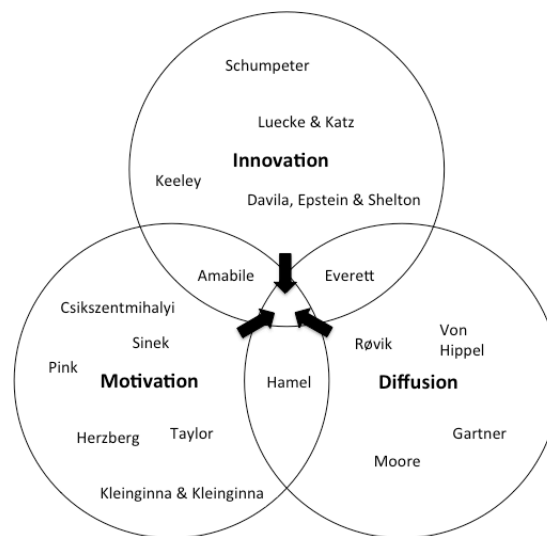 Schumpeter
Luecke & Katz
Innovation
Keeley
Davila, Epstein & Shelton
Amabile
Everett
Csikszentmihalyi
Sinek
Pink
Motivation
Herzberg
Taylor
Kleinginna & Kleinginna
Hamel
Røvik
Von
Hippel
Diffusion
Gartner
Moore